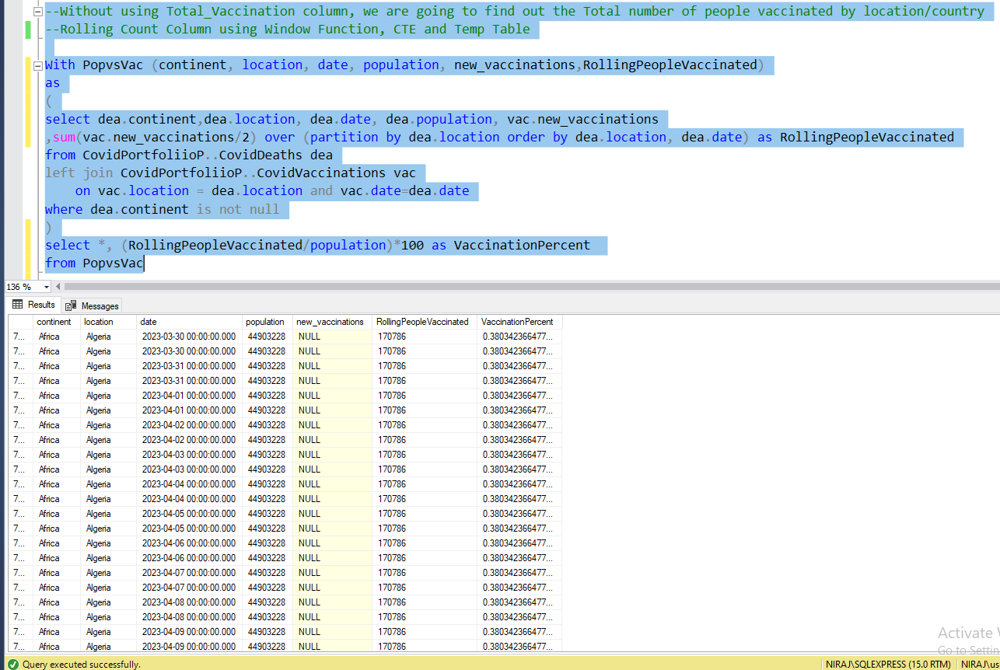 --Without using Total_Vaccination column, we are going to find out the Total number of people vaccinated by location/country
--Rolling Count Column using Window Function, CTE and Temp Table
With PopvsVac (continent, location, date, population, new_vaccinations,RollingPeopleVaccinated)
as
(
select dea.continent,dea.location, dea.date, dea.population, vac.new_vaccinations
,sum(vac.new_vaccinations/2) over (partition by dea.location order by dea.location, dea.date) as RollingPeopleVaccinated
from CovidPortfoliioP..CovidDeaths dea
left join CovidPortfoliioP..CovidVaccinations vac
on vac.location = dea.location and vac.date=dea.date
where dea.continent is not null
)
select *, (RollingPeopleVaccinated/population)*100 as VaccinationPercent
from PopvsVac
136 %
Results Messages
continent location date population new_vaccinations RollingPeopleVaccinated VaccinationPercent
7... Africa Algeria 2023-03-30 00:00:00.000 44903228 NULL 170786 0.380342366477...
7... Africa Algeria 2023-03-30 00:00:00.000 44903228 NULL 170786 0.380342366477...
7... Africa Algeria 2023-03-31 00:00:00.000 44903228 NULL 170786 0.380342366477...
7... Africa Algeria 2023-03-31 00:00:00.000 44903228 NULL 170786 0.380342366477...
7... Africa Algeria 2023-04-01 00:00:00.000 44903228 NULL 170786 0.380342366477...
7... Africa Algeria 2023-04-01 00:00:00.000 44903228 NULL 170786 0.380342366477...
7... Africa Algeria 2023-04-02 00:00:00.000 44903228 NULL 170786 0.380342366477...
7... Africa Algeria 2023-04-02 00:00:00.000 44903228 NULL 170786 0.380342366477...
7... Africa Algeria 2023-04-03 00:00:00.000 44903228 NULL 170786 0.380342366477...
7... Africa Algeria 2023-04-03 00:00:00.000 44903228 NULL 170786 0.380342366477...
7... Africa Algeria 2023-04-04 00:00:00.000 44903228 NULL 170786 0.380342366477...
7... Africa Algeria 2023-04-04 00:00:00.000 44903228 NULL 170786 0.380342366477...
7... Africa Algeria 2023-04-05 00:00:00.000 44903228 NULL 170786 0.380342366477...
7... Africa Algeria 2023-04-05 00:00:00.000 44903228 NULL 170786 0.380342366477...
7... Africa Algeria 2023-04-06 00:00:00.000 44903228 NULL 170786 0.380342366477...
7... Africa Algeria 2023-04-06 00:00:00.000 44903228 NULL 170786 0.380342366477...
7... Africa Algeria 2023-04-07 00:00:00.000 44903228 NULL 170786 0.380342366477...
7... Africa Algeria 2023-04-07 00:00:00.000 44903228 NULL 170786 0.380342366477...
7... Africa Algeria 2023-04-08 00:00:00.000 44903228 NULL 170786 0.380342366477...
7... Africa Algeria 2023-04-08 00:00:00.000 44903228 NULL 170786 0.380342366477...
7... Africa Algeria 2023-04-09 00:00:00.000 44903228 NULL 170786 0.380342366477...
7... Africa Algeria 2023-04-09 00:00:00.000 44903228 NULL 170786 0.380342366477...
Activate
Go to Settin
Query executed successfully. NIRAJ\SQLEXPRESS (15.0 RTM) NIRAJ\us